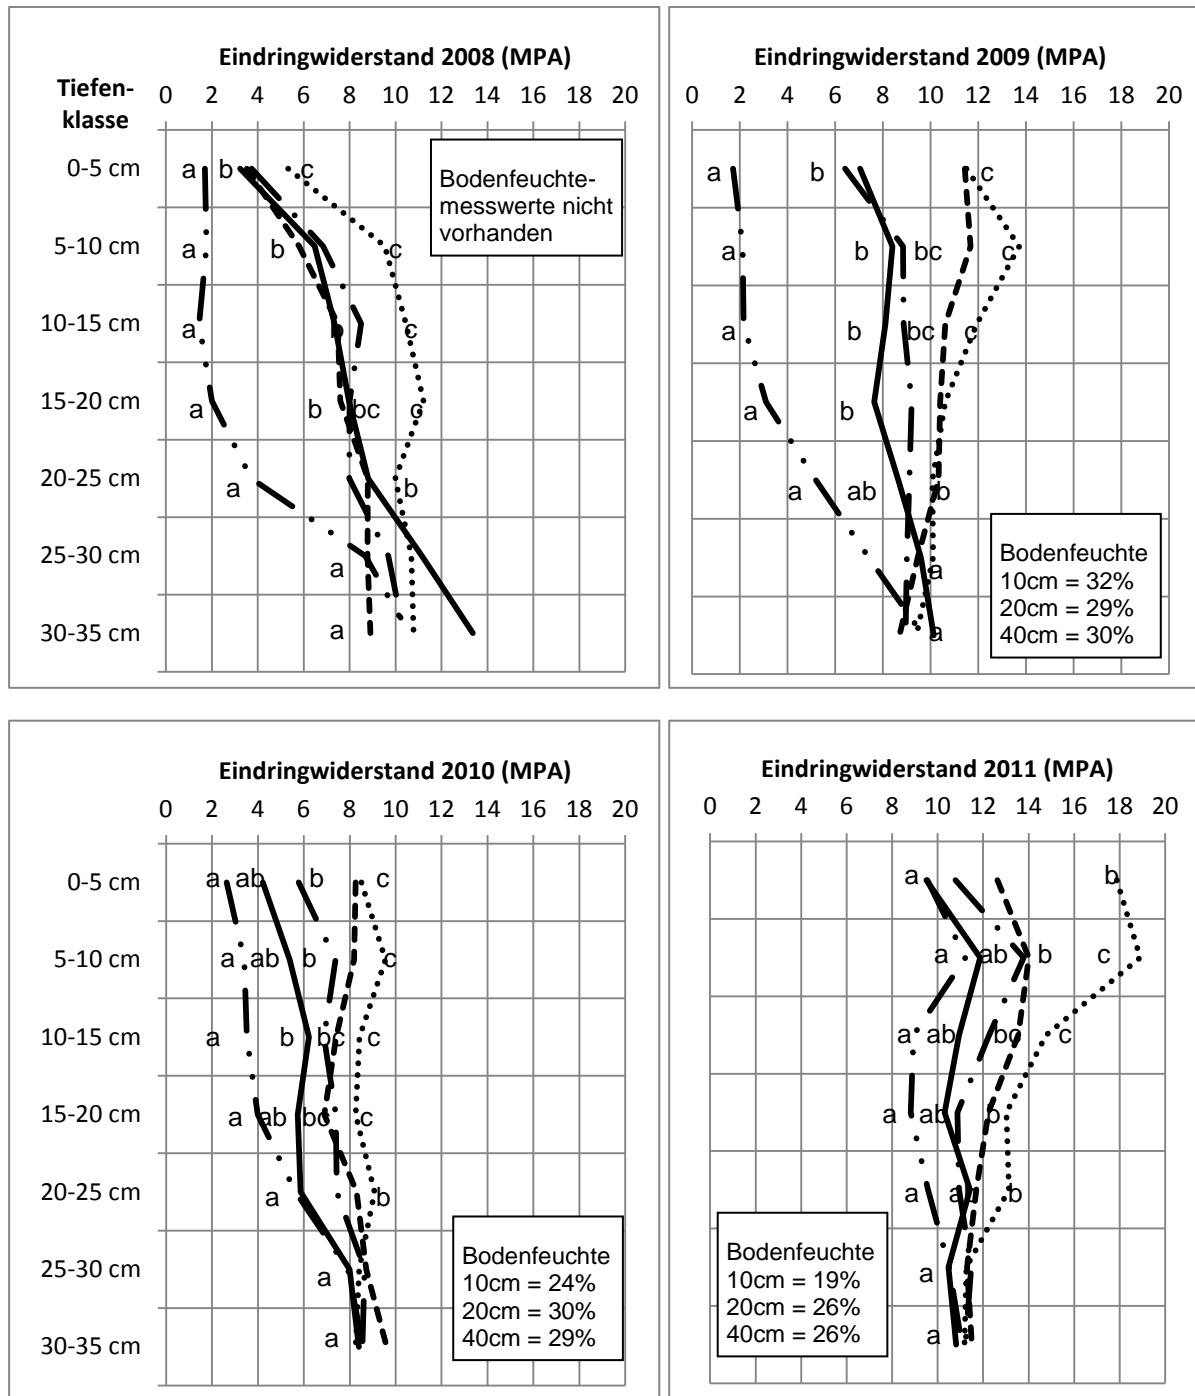 Eindringwiderstand 2008 (MPA)
Tiefen-
klasse
0 2 4 6 8 10 12 14 16 18 20
0-5 cm a b c
5-10 cm a b c
10-15 cm a b c
15-20 cm a b bc c
20-25 cm a b
25-30 cm a
30-35 cm a
Bodenfeuchte-
messwerte nicht
vorhanden
Eindringwiderstand 2009 (MPA)
0 2 4 6 8 10 12 14 16 18 20
a b c
a b bc c
a b bc c
a b
a ab b
a
a
Bodenfeuchte
10cm = 32%
20cm = 29%
40cm = 30%
Eindringwiderstand 2010 (MPA)
0 2 4 6 8 10 12 14 16 18 20
0-5 cm a ab b c
5-10 cm a ab b c
10-15 cm a b bc c
15-20 cm a ab bc c
20-25 cm a b
25-30 cm a
30-35 cm a
Bodenfeuchte
10cm = 24%
20cm = 30%
40cm = 29%
Eindringwiderstand 2011 (MPA)
0 2 4 6 8 10 12 14 16 18 20
a b
a ab b c
a ab bc c
a ab b
a ab b
a
a
Bodenfeuchte
10cm = 19%
20cm = 26%
40cm = 26%